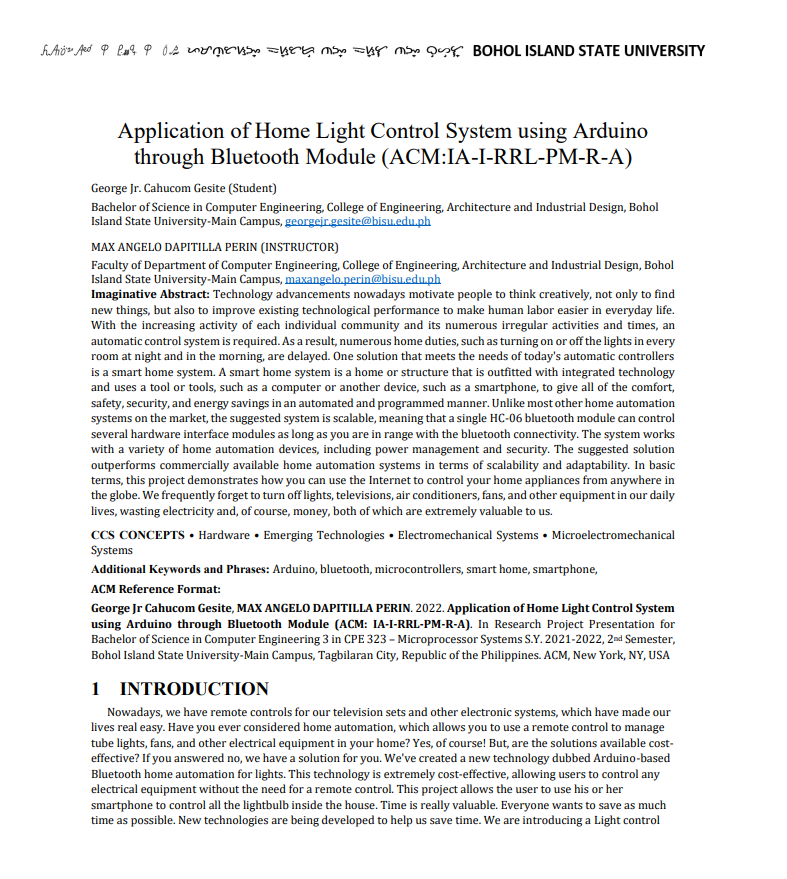 BOHOL ISLAND STATE UNIVERSITY
Application of Home Light Control System using Arduino
through Bluetooth Module (ACM:IA-I-RRL-PM-R-A)
George Jr. Cahucom Gesite (Student)
Bachelor of Science in Computer Engineering, College of Engineering, Architecture and Industrial Design, Bohol
Island State University-Main Campus, georgejr.gesite@bisu.edu.ph
MAX ANGELO DAPITILLA PERIN (INSTRUCTOR)
Faculty of Department of Computer Engineering, College of Engineering, Architecture and Industrial Design, Bohol
Island State University-Main Campus, maxangelo.perin@bisu.edu.ph
Imaginative Abstract: Technology advancements nowadays motivate people to think creatively, not only to find
new things, but also to improve existing technological performance to make human labor easier in everyday life.
With the increasing activity of each individual community and its numerous irregular activities and times, an
automatic control system is required. As a result, numerous home duties, such as turning on or off the lights in every
room at night and in the morning, are delayed. One solution that meets the needs of today's automatic controllers
is a smart home system. A smart home system is a home or structure that is outfitted with integrated technology
and uses a tool or tools, such as a computer or another device, such as a smartphone, to give all of the comfort,
safety, security, and energy savings in an automated and programmed manner. Unlike most other home automation
systems on the market, the suggested system is scalable, meaning that a single HC-06 bluetooth module can control
several hardware interface modules as long as you are in range with the bluetooth connectivity. The system works
with a variety of home automation devices, including power management and security. The suggested solution
outperforms commercially available home automation systems in terms of scalability and adaptability. In basic
terms, this project demonstrates how you can use the Internet to control your home appliances from anywhere in
the globe. We frequently forget to turn off lights, televisions, air conditioners, fans, and other equipment in our daily
lives, wasting electricity and, of course, money, both of which are extremely valuable to us.
CCS CONCEPTS • Hardware • Emerging Technologies • Electromechanical Systems • Microelectromechanical
Systems
Additional Keywords and Phrases: Arduino, bluetooth, microcontrollers, smart home, smartphone,
ACM Reference Format:
George Jr Cahucom Gesite, MAX ANGELO DAPITILLA PERIN. 2022. Application of Home Light Control System
using Arduino through Bluetooth Module (ACM: IA-I-RRL-PM-R-A). In Research Project Presentation for
Bachelor of Science in Computer Engineering 3 in CPE 323 – Microprocessor Systems S.Y. 2021-2022, 2nd Semester,
Bohol Island State University-Main Campus, Tagbilaran City, Republic of the Philippines. ACM, New York, NY, USA
1 INTRODUCTION
Nowadays, we have remote controls for our television sets and other electronic systems, which have made our
lives real easy. Have you ever considered home automation, which allows you to use a remote control to manage
tube lights, fans, and other electrical equipment in your home? Yes, of course! But, are the solutions available cost-
effective? If you answered no, we have a solution for you. We've created a new technology dubbed Arduino-based
Bluetooth home automation for lights. This technology is extremely cost-effective, allowing users to control any
electrical equipment without the need for a remote control. This project allows the user to use his or her
smartphone to control all the lightbulb inside the house. Time is really valuable. Everyone wants to save as much
time as possible. New technologies are being developed to help us save time. We are introducing a Light control